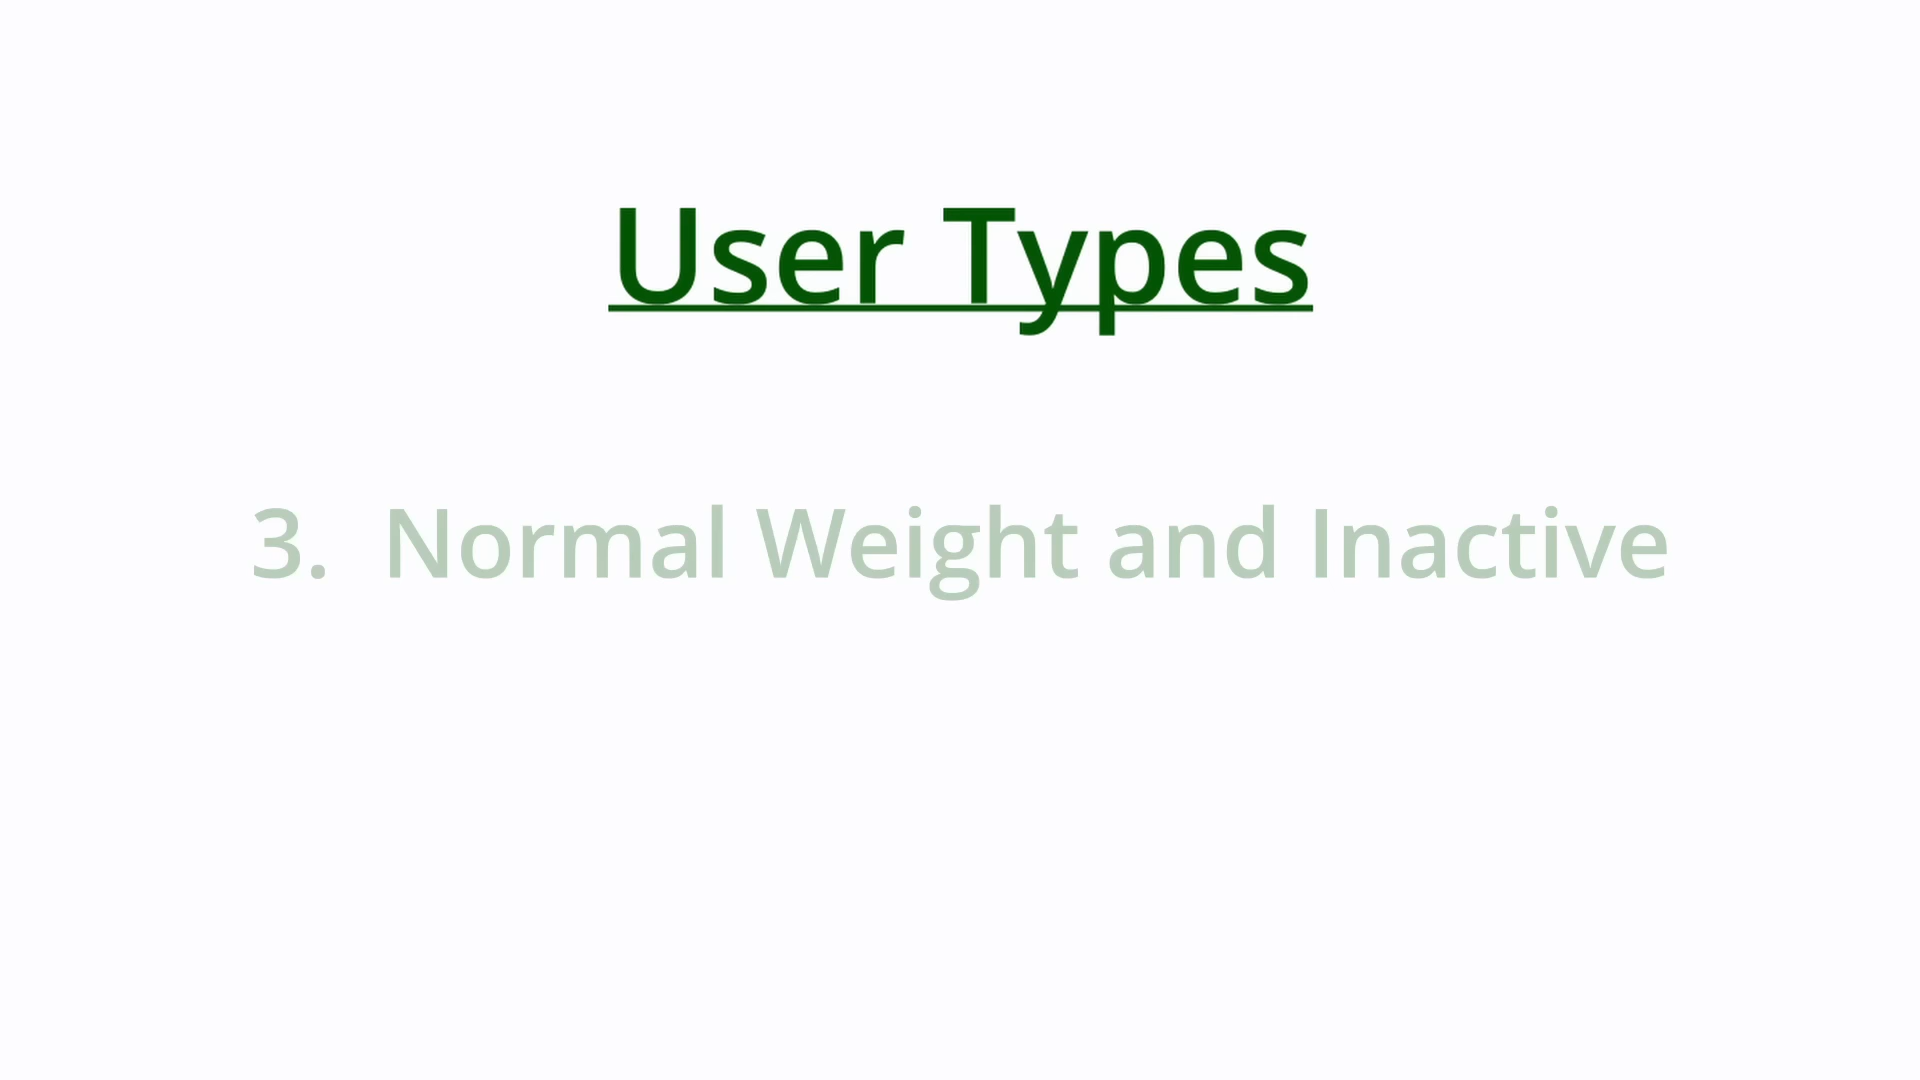 User Types
3. Normal Weight and Inactive